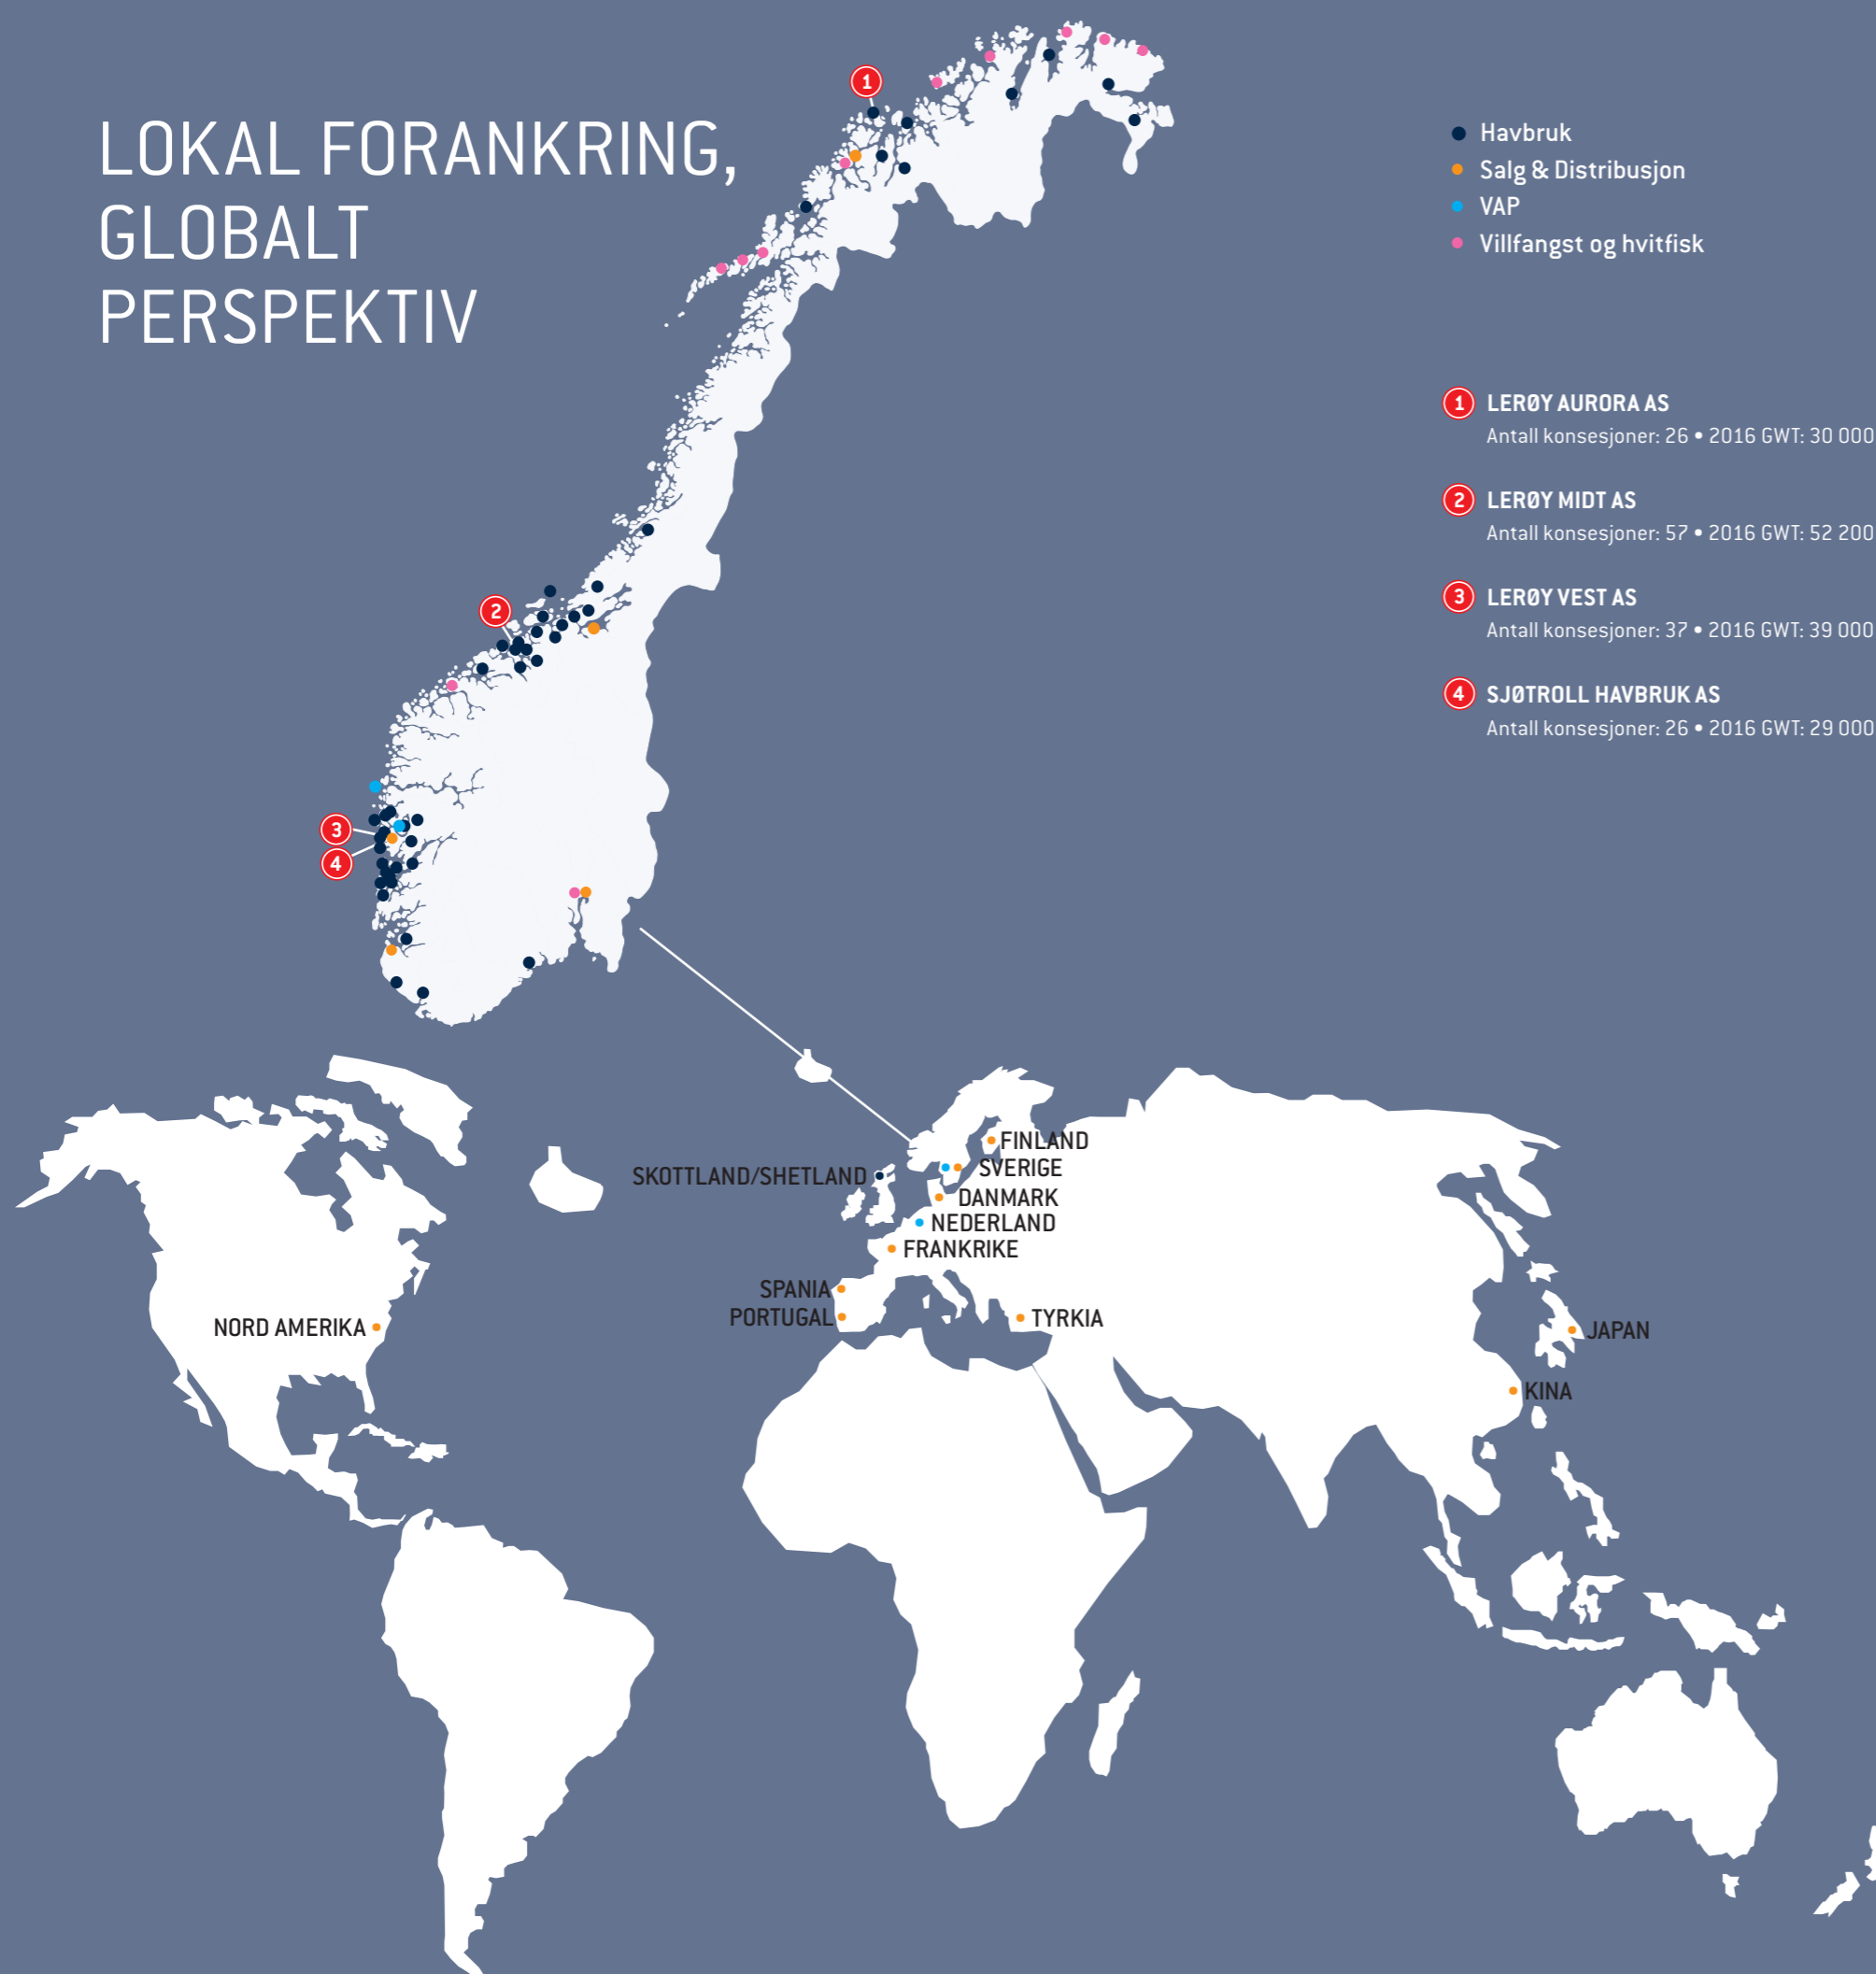 LOKAL FORANKRING,
GLOBALT
PERSPEKTIV
1
Havbruk
Salg & Distribusjon
VAP
Villfangst og hvitfisk
1 LERØY AURORA AS
Antall konsesjoner: 26 • 2016 GWT: 30 000
2 LERØY MIDT AS
Antall konsesjoner: 57 • 2016 GWT: 52 200
3 LERØY VEST AS
Antall konsesjoner: 37 • 2016 GWT: 39 000
4 SJØTROLL HAVBRUK AS
Antall konsesjoner: 26 • 2016 GWT: 29 000
2
3
4
FINLAND
SVERIGE
SKOTTLAND/SHETLAND
DANMARK
NEDERLAND
FRANKRIKE
SPANIA
PORTUGAL
TYRKIA
NORD AMERIKA
JAPAN
KINA